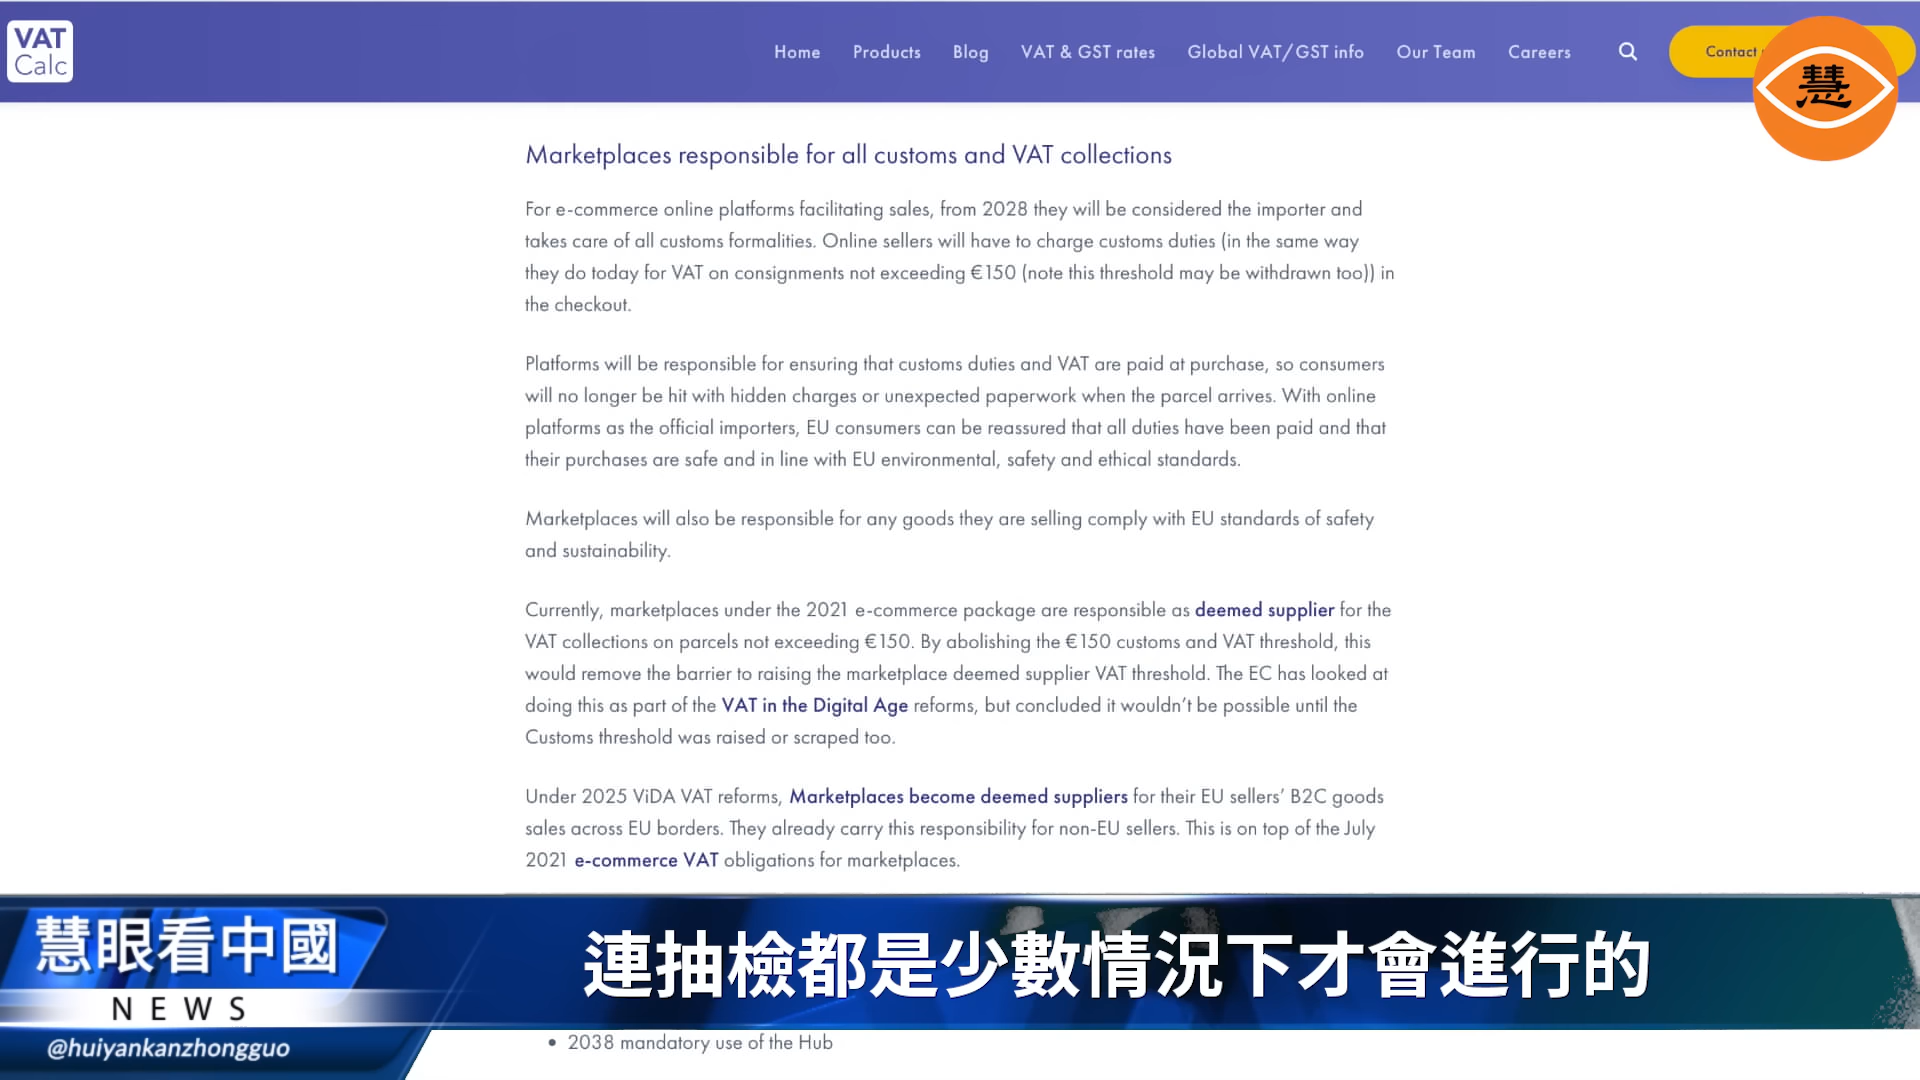 VAT
Calc
Home Products Blog VAT & GST rates Global VAT/GST info Our Team Careers
Contact
慧
Marketplaces responsible for all customs and VAT collections
For e-commerce online platforms facilitating sales, from 2028 they will be considered the importer and
takes care of all customs formalities. Online sellers will have to charge customs duties (in the same way
they do today for VAT on consignments not exceeding €150 (note this threshold may be withdrawn too)) in
the checkout.
Platforms will be responsible for ensuring that customs duties and VAT are paid at purchase, so consumers
will no longer be hit with hidden charges or unexpected paperwork when the parcel arrives. With online
platforms as the official importers, EU consumers can be reassured that all duties have been paid and that
their purchases are safe and in line with EU environmental, safety and ethical standards.
Marketplaces will also be responsible for any goods they are selling comply with EU standards of safety
and sustainability.
Currently, marketplaces under the 2021 e-commerce package are responsible as deemed supplier for the
VAT collections on parcels not exceeding €150. By abolishing the €150 customs and VAT threshold, this
would remove the barrier to raising the marketplace deemed supplier VAT threshold. The EC has looked at
doing this as part of the VAT in the Digital Age reforms, but concluded it wouldn't be possible until the
Customs threshold was raised or scraped too.
Under 2025 ViDA VAT reforms, Marketplaces become deemed suppliers for their EU sellers' B2C goods
sales across EU borders. They already carry this responsibility for non-EU sellers. This is on top of the July
2021 e-commerce VAT obligations for marketplaces.
慧眼看中國
NEWS
@huiyankanzhongguo
連抽檢都是少數情況下才會進行的
• 2038 mandatory use of the Hub